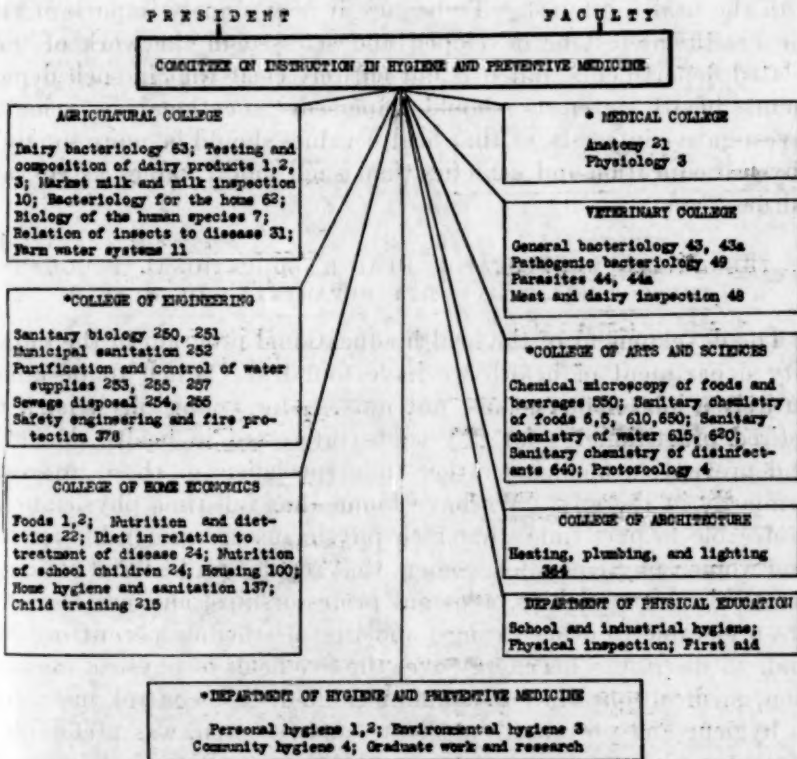 PRESIDENT FACULTY
COMMITTEE ON INSTRUCTION IN HYGIENE AND PREVENTIVE MEDICINE
AGRICULTURAL COLLEGE
Dairy bacteriology 63; Testing and
composition of dairy products 1,2,
3; Market milk and milk inspection
10; Bacteriology for the home 62;
Biology of the human species 7;
Relation of insects to disease 31;
Farm water systems 11
*COLLEGE OF ENGINEERING
Sanitary biology 250, 251
Municipal sanitation 252
Purification and control of water
supplies 253, 255, 257
Sewage disposal 254, 256
Safety engineering and fire pro-
tection 378
COLLEGE OF HOME ECONOMICS
Foods 1,2; Nutrition and diet-
etics 22; Diet in relation to
treatment of disease 24; Nutrition
of school children 24; Housing 100;
Home hygiene and sanitation 137;
Child training 215
* MEDICAL COLLEGE
Anatomy 21
Physiology 3
VETERINARY COLLEGE
General bacteriology 43, 43a
Pathogenic bacteriology 49
Parasites 44, 44a
Meat and dairy inspection 48
*COLLEGE OF ARTS AND SCIENCES
Chemical microscopy of foods and
beverages 550; Sanitary chemistry
of foods 6,5, 610,650; Sanitary
chemistry of water 615, 620;
Sanitary chemistry of disinfect-
ants 640; Protozoology 4
COLLEGE OF ARCHITECTURE
Heating, plumbing, and lighting
364
DEPARTMENT OF PHYSICAL EDUCATION
School and industrial hygiene;
Physical inspection; First aid
*DEPARTMENT OF HYGIENE AND PREVENTIVE MEDICINE
Personal hygiene 1,2; Environmental hygiene 3
Community hygiene 4; Graduate work and research